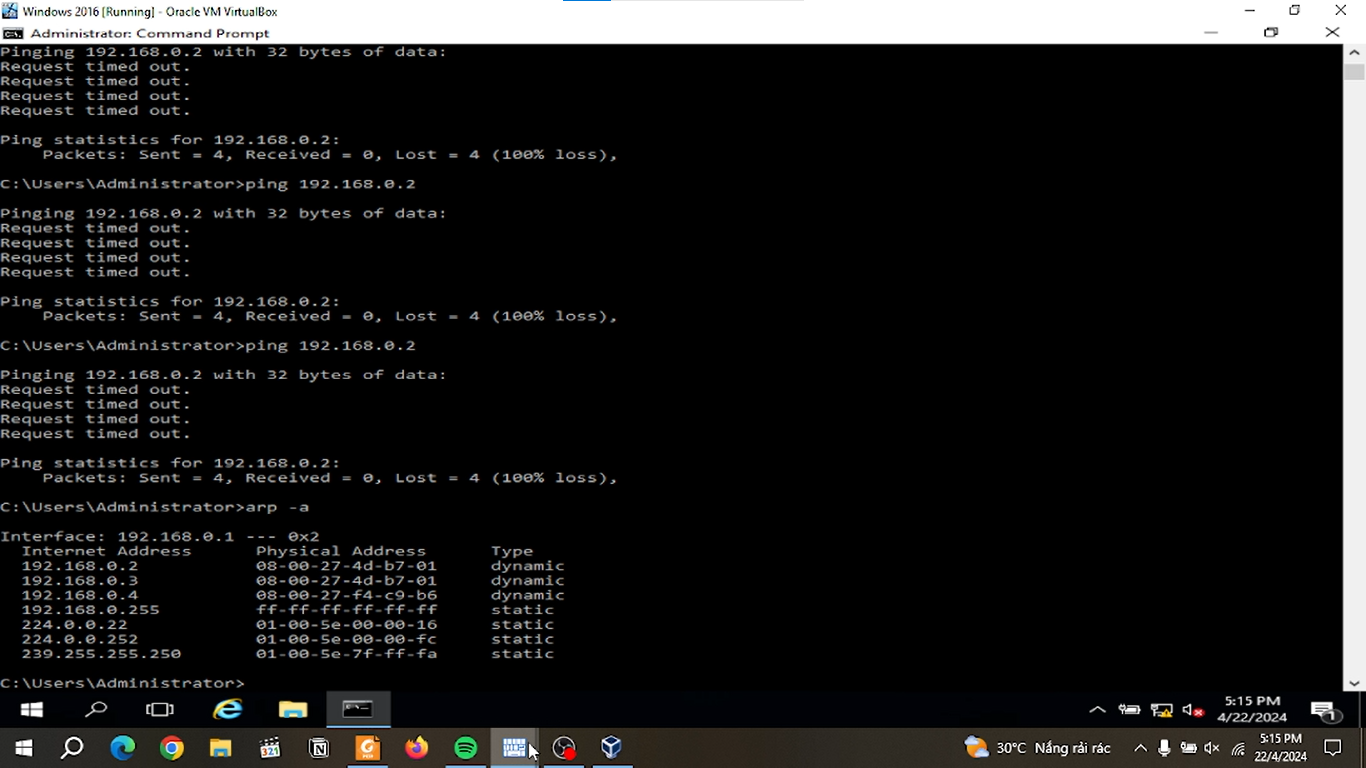 Windows 2016 [Running] - Oracle VM VirtualBox
Administrator: Command Prompt
Pinging 192.168.0.2 with 32 bytes of data:
Request timed out.
Request timed out.
Request timed out.
Request timed out.
Ping statistics for 192.168.0.2:
Packets: Sent = 4, Received = 0, Lost = 4 (100% loss),
C:\Users\Administrator>ping 192.168.0.2
Pinging 192.168.0.2 with 32 bytes of data:
Request timed out.
Request timed out.
Request timed out.
Request timed out.
Ping statistics for 192.168.0.2:
Packets: Sent = 4, Received = 0, Lost = 4 (100% loss),
C:\Users\Administrator>ping 192.168.0.2
Pinging 192.168.0.2 with 32 bytes of data:
Request timed out.
Request timed out.
Request timed out.
Request timed out.
Ping statistics for 192.168.0.2:
Packets: Sent = 4, Received = 0, Lost = 4 (100% loss),
C:\Users\Administrator>arp -a
Interface: 192.168.0.1 --- 0x2
Internet Address Physical Address Type
192.168.0.2 08-00-27-4d-b7-01 dynamic
192.168.0.3 08-00-27-4d-b7-01 dynamic
192.168.0.4 08-00-27-f4-c9-b6 dynamic
192.168.0.255 ff-ff-ff-ff-ff-ff static
224.0.0.22 01-00-5e-00-00-16 static
224.0.0.252 01-00-5e-00-00-fc static
239.255.255.250 01-00-5e-7f-ff-fa static
C:\Users\Administrator>
5:15 PM
4/22/2024
1
321
30°C Nắng rải rác
5:15 PM
22/4/2024